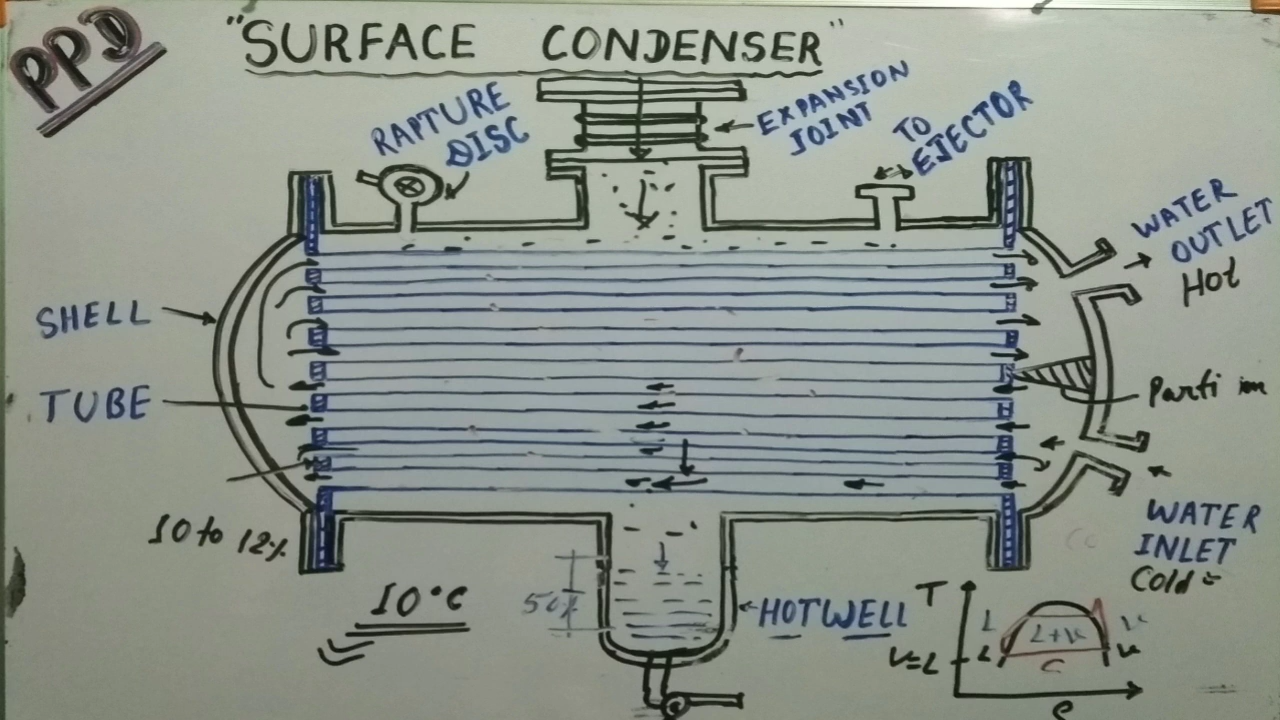 PPD
"SURFACE CONDENSER"
RAPTURE
DISC
EXPANSION
JOINT
TO
EJECTOR
WATER
OUTLET
Hot
SHELL
TUBE
Parti on
10 to 12%
10°C
50%
HOTWELL
WATER
INLET
Cold
T
L
L+V
V
V=L
L
C
V